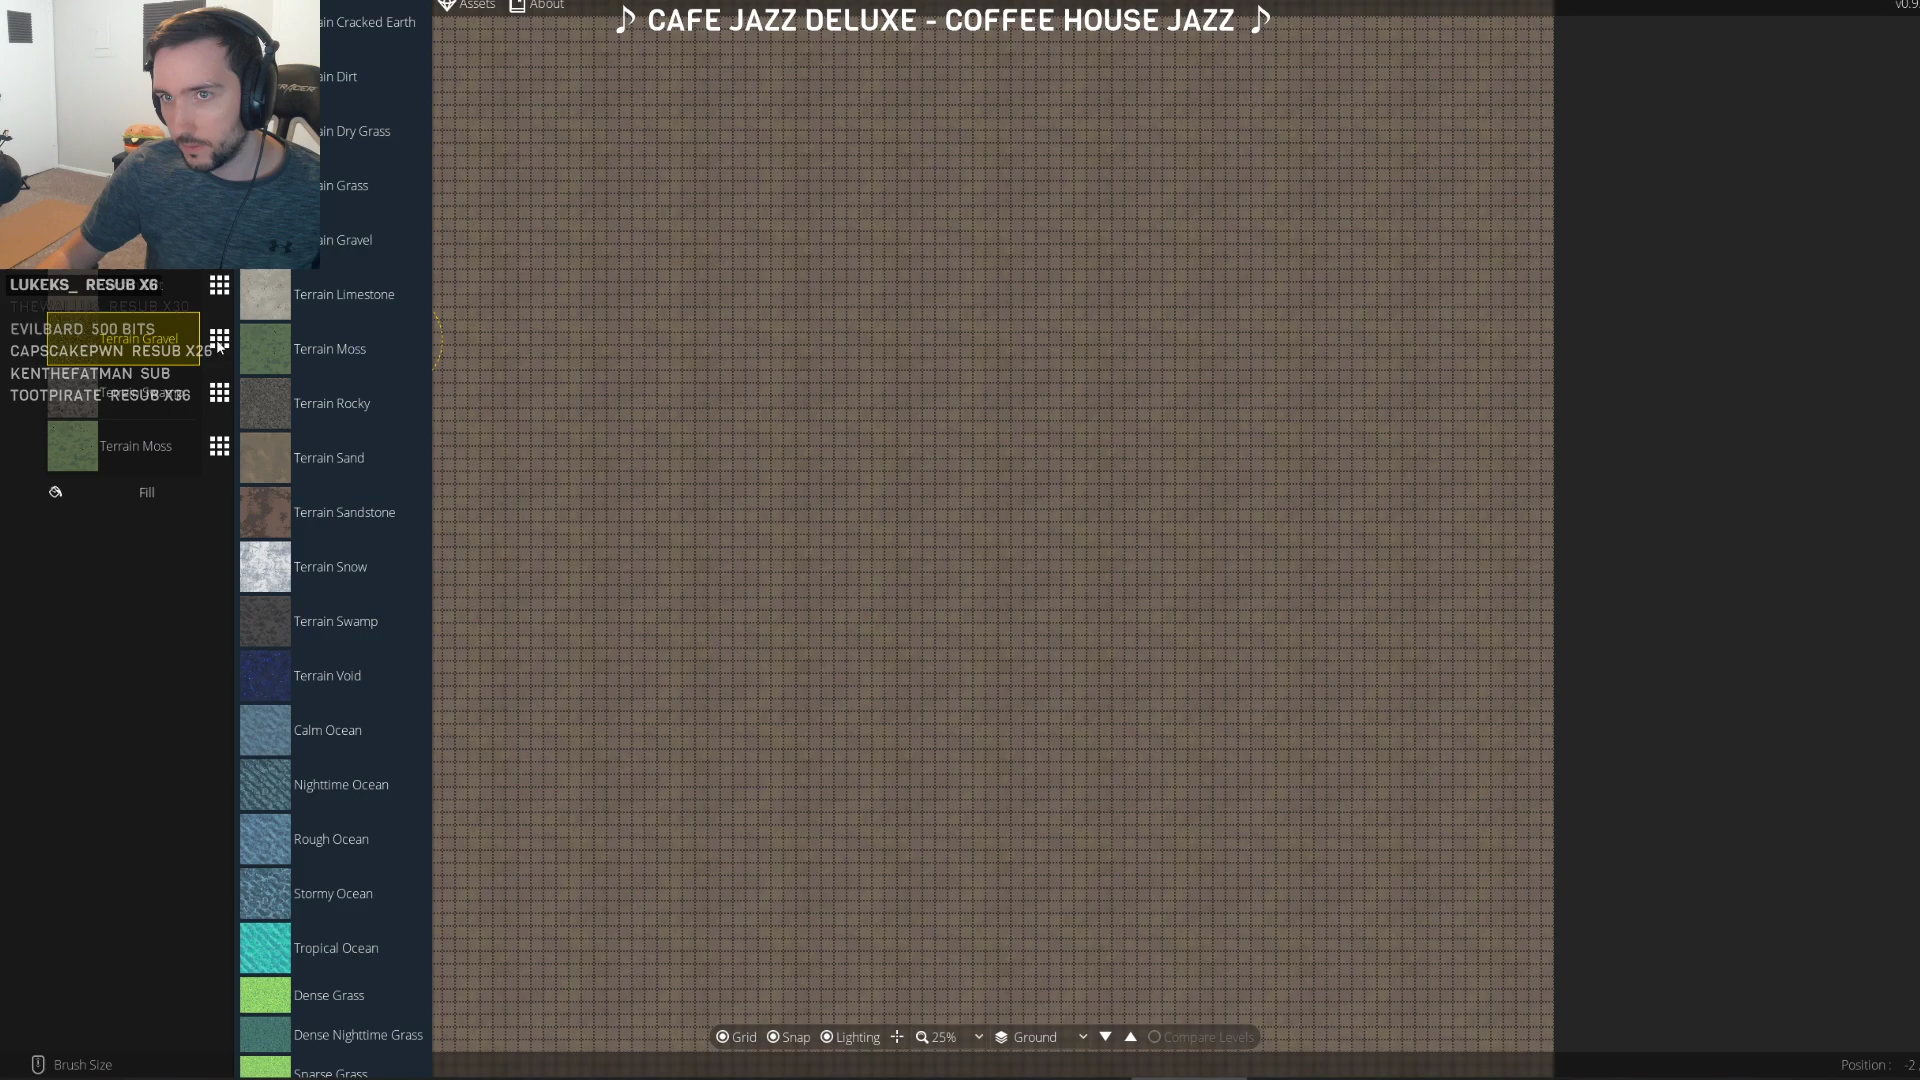 Assets
About
v0.9
♪ CAFE JAZZ DELUXE - COFFEE HOUSE JAZZ ♪
ain Cracked Earth
ain Dirt
ain Dry Grass
ain Grass
ain Gravel
LUKEKS_ RESUB X6
RESUB X30
EVILBARD 500 BITS
Terrain Gravel
CAPSCAKEPWN RESUB X26
KENTHEFATMAN SUB
TOOTPIRATE RESUB X16
Terrain Moss
Fill
Terrain Limestone
Terrain Moss
Terrain Rocky
Terrain Sand
Terrain Sandstone
Terrain Snow
Terrain Swamp
Terrain Void
Calm Ocean
Nighttime Ocean
Rough Ocean
Stormy Ocean
Tropical Ocean
Dense Grass
Dense Nighttime Grass
Sparse Grass
Grid
Snap
Lighting
25%
Ground
Compare Levels
Brush Size
Position : -2